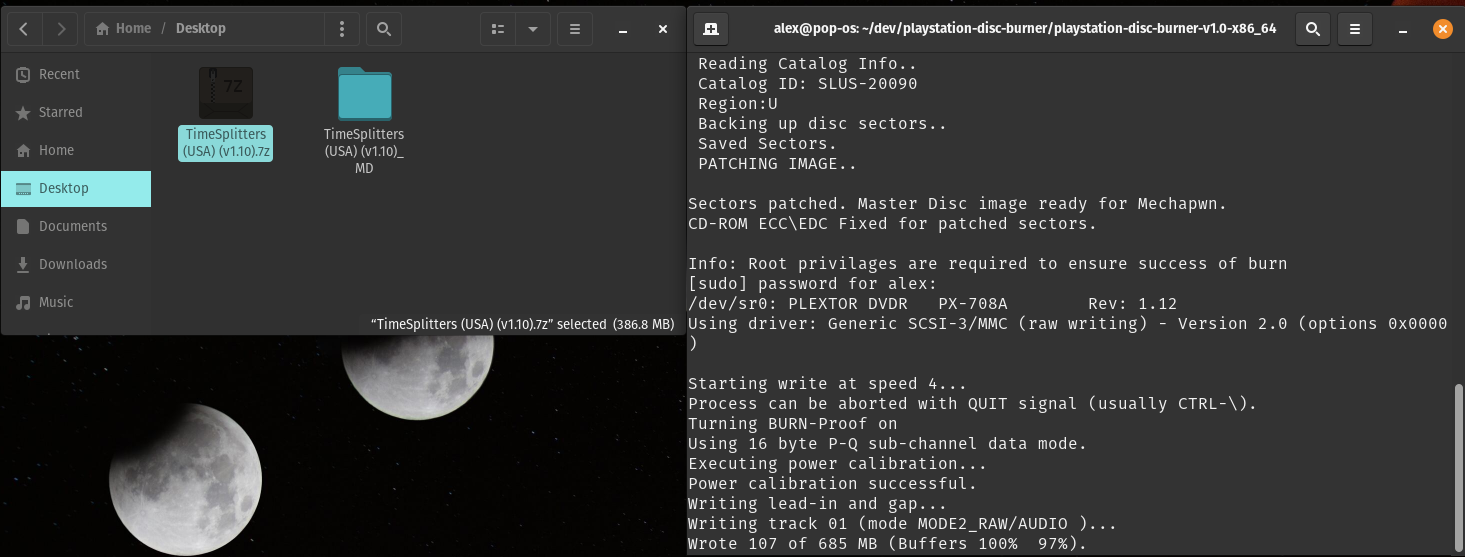 Home / Desktop
Recent
Starred
Home
Desktop
Documents
Downloads
Music
7Z
TimeSplitters
(USA) (v1.10).7z
TimeSplitters
(USA) (v1.10)_
MD
“TimeSplitters (USA) (v1.10).7z” selected (386.8 MB)
alex@pop-os: ~/dev/playstation-disc-burner/playstation-disc-burner-v1.0-x86_64
Reading Catalog Info..
Catalog ID: SLUS-20090
Region:U
Backing up disc sectors..
Saved Sectors.
PATCHING IMAGE..
Sectors patched. Master Disc image ready for Mechapwn.
CD-ROM ECC\EDC Fixed for patched sectors.
Info: Root privilages are required to ensure success of burn
[sudo] password for alex:
/dev/sr0: PLEXTOR DVDR   PX-708A        Rev: 1.12
Using driver: Generic SCSI-3/MMC (raw writing) - Version 2.0 (options 0x0000
)
Starting write at speed 4...
Process can be aborted with QUIT signal (usually CTRL-\).
Turning BURN-Proof on
Using 16 byte P-Q sub-channel data mode.
Executing power calibration...
Power calibration successful.
Writing lead-in and gap...
Writing track 01 (mode MODE2_RAW/AUDIO )...
Wrote 107 of 685 MB (Buffers 100%  97%).